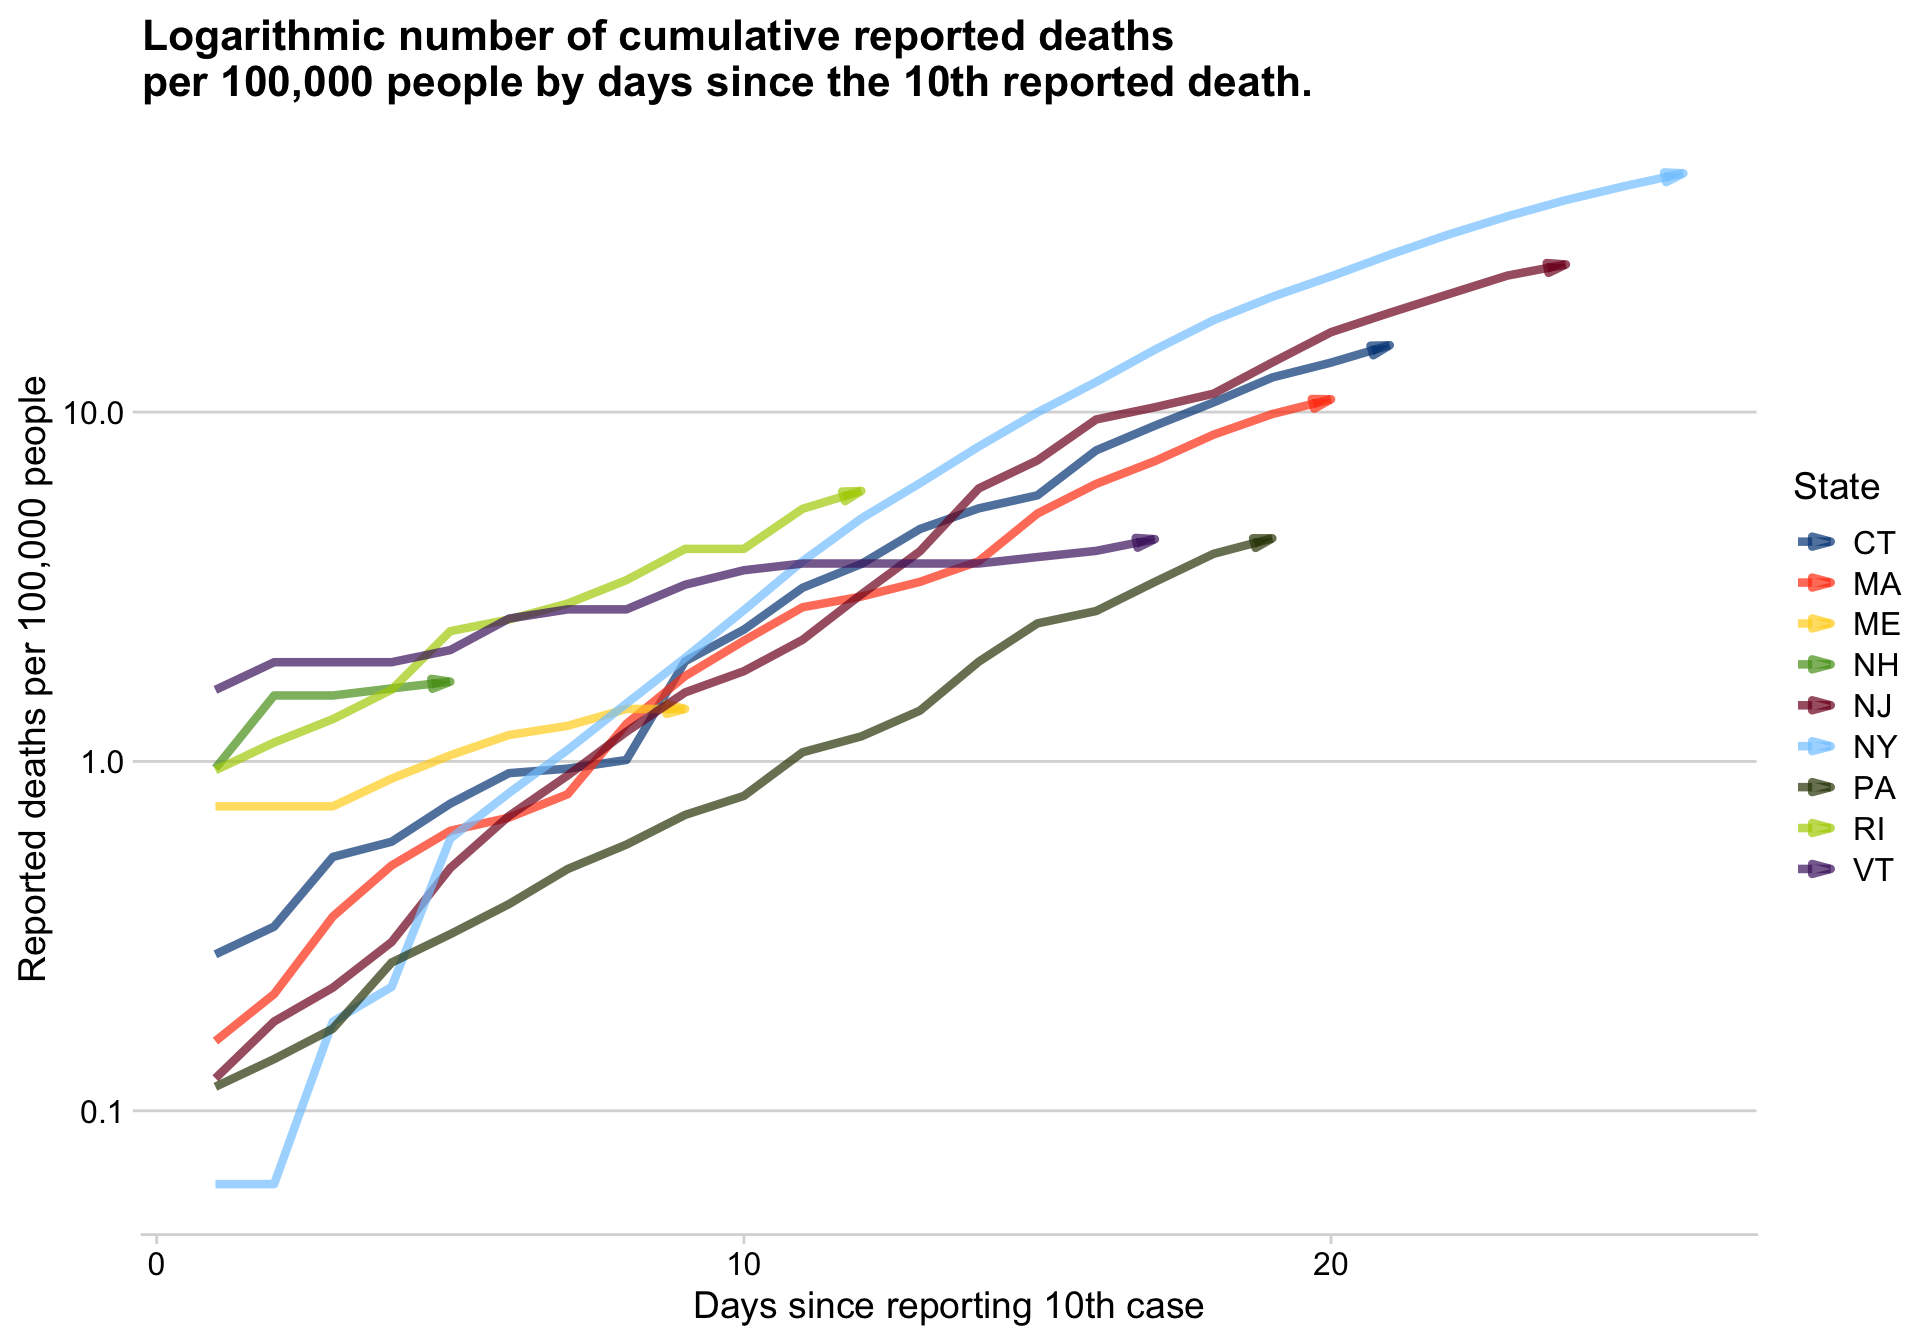 Logarithmic number of cumulative reported deaths
per 100,000 people by days since the 10th reported death.
Reported deaths per 100,000 people
10.0
1.0
0.1
0
10
20
Days since reporting 10th case
State
CT
MA
ME
NH
NJ
NY
PA
RI
VT